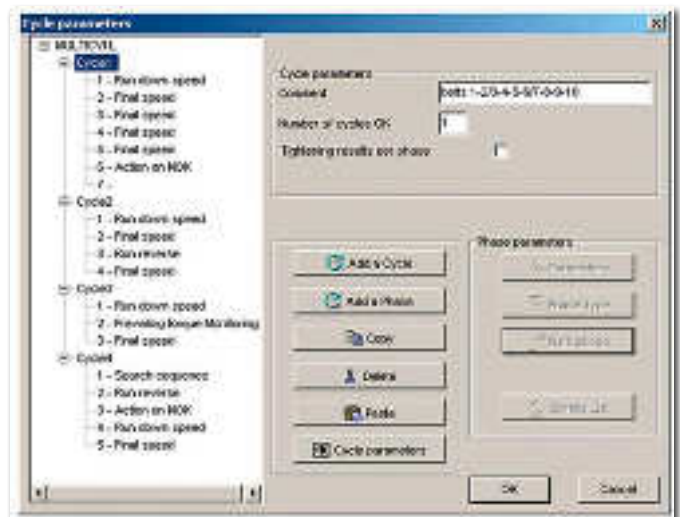 Cycle parameters
MULTICVIL
Cycle1
1 - Run down speed
2 - Final speed
3 - Final speed
4 - Final speed
5 - Final speed
6 - Action on NOK
7 -
Cycle2
1 - Run down speed
2 - Final speed
3 - Run reverse
4 - Final speed
Cycle3
1 - Run down speed
2 - Prevailing torque Monitoring
3 - Final speed
Cycle4
1 - Search sequence
2 - Run reverse
3 - Action on NOK
4 - Run down speed
5 - Final speed
Cycle parameters
Comment
Number of cycles OK
1
Tightening results per phase
Add a Cycle
Add a Phase
Copy
Delete
Paste
Cycle parameters
Phase parameters
Parameters
Phase type
OK
Cancel